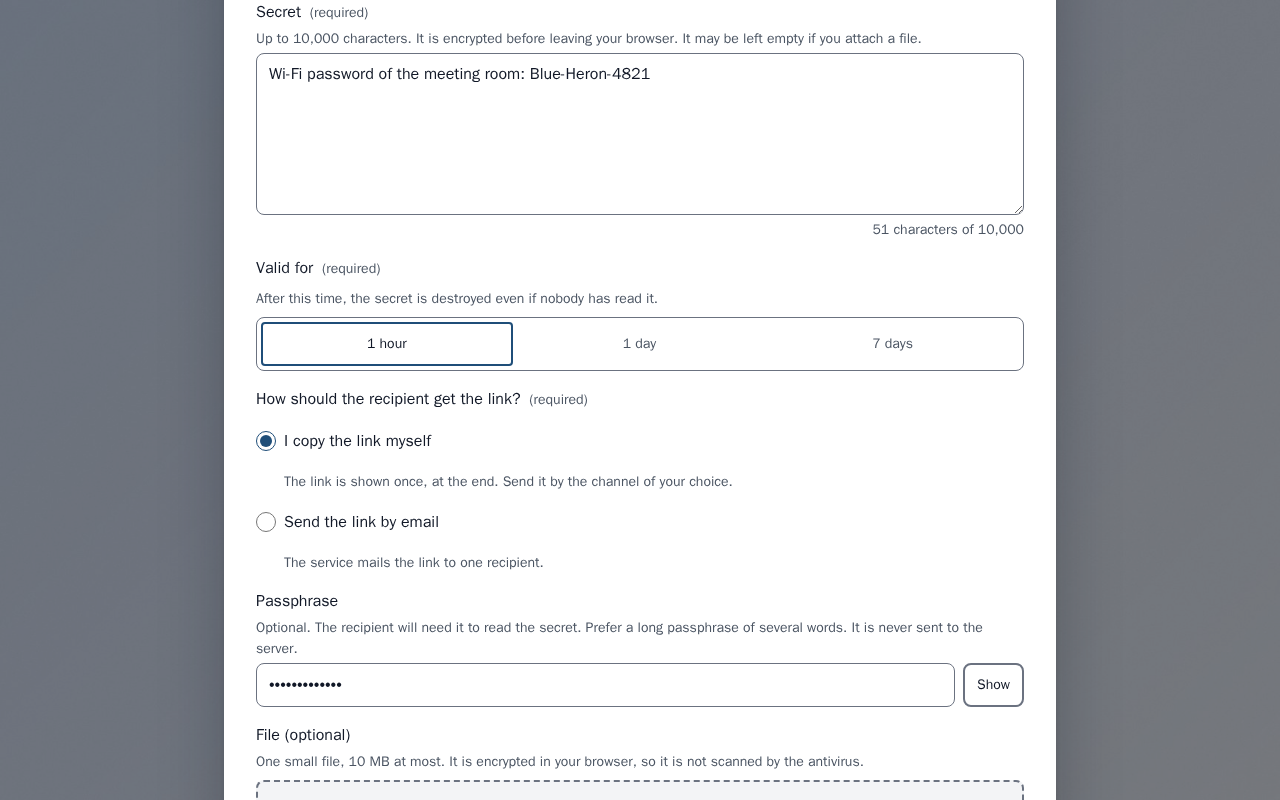 Secret (required)
Up to 10,000 characters. It is encrypted before leaving your browser. It may be left empty if you attach a file.
Wi-Fi password of the meeting room: Blue-Heron-4821
51 characters of 10,000
Valid for (required)
After this time, the secret is destroyed even if nobody has read it.
1 hour 1 day 7 days
How should the recipient get the link? (required)
I copy the link myself
The link is shown once, at the end. Send it by the channel of your choice.
Send the link by email
The service mails the link to one recipient.
Passphrase
Optional. The recipient will need it to read the secret. Prefer a long passphrase of several words. It is never sent to the
server.
•••••••••••••
Show
File (optional)
One small file, 10 MB at most. It is encrypted in your browser, so it is not scanned by the antivirus.